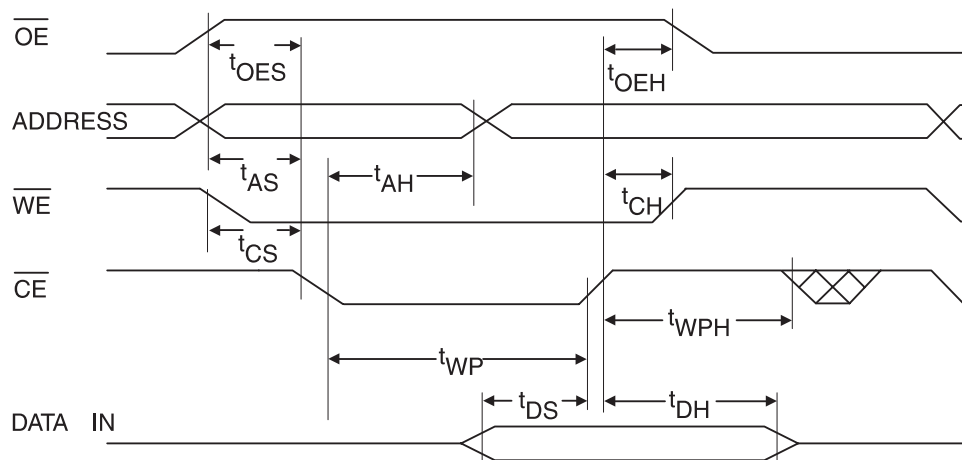 OE
tOES
tOEH
ADDRESS
tAS
tAH
WE
tCH
tCS
CE
tWPH
tWP
tDS
tDH
DATA IN